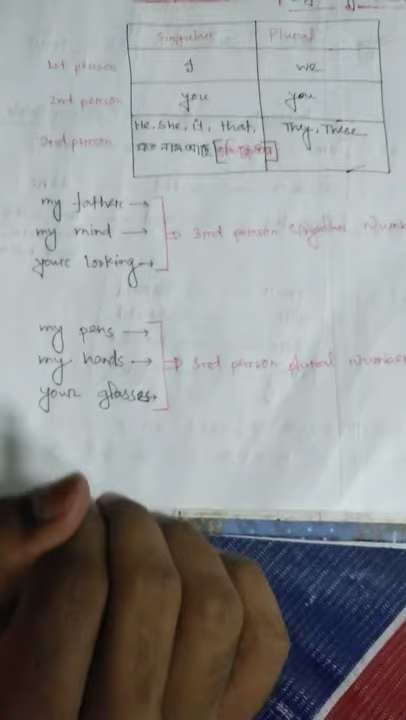 Singular Plural
1st person I we
2nd person you you
3rd person He, she, it, that, They, These
my father →
my mind → ⇒ 3rd person singular Number
your looking →
my pens →
my hands → ⇒ 3rd person plural Number
your glasses →